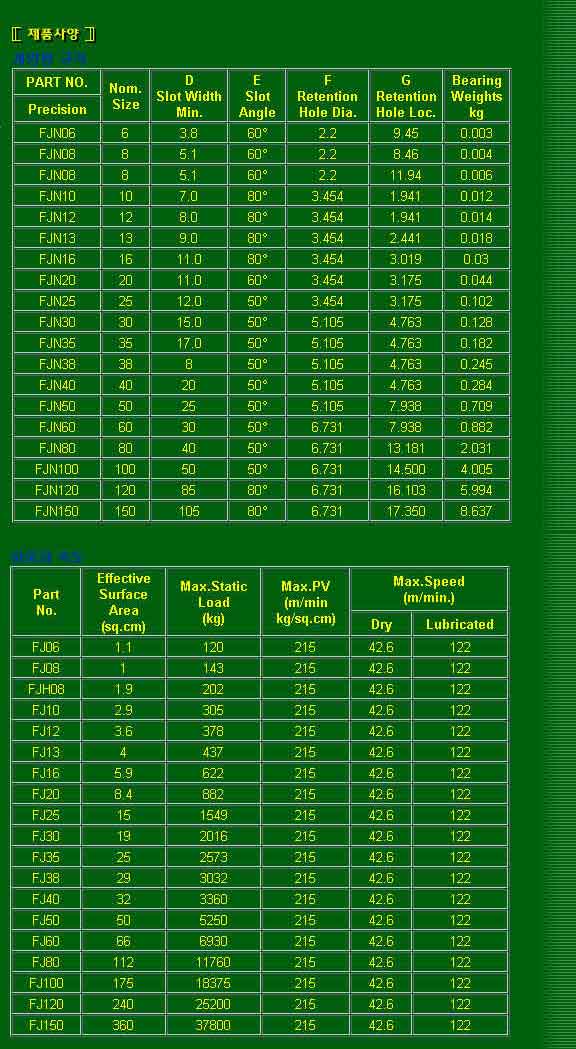 [[ 제품사양 ]]
PART NO. Nom. Size D Slot Width Min. E Slot Angle F Retention Hole Dia. G Retention Hole Loc. Bearing Weights kg
Precision
FJN06 6 3.8 60° 2.2 9.45 0.003
FJN08 8 5.1 60° 2.2 8.46 0.004
FJN08 8 5.1 60° 2.2 11.94 0.006
FJN10 10 7.0 80° 3.454 1.941 0.012
FJN12 12 8.0 80° 3.454 1.941 0.014
FJN13 13 9.0 80° 3.454 2.441 0.018
FJN16 16 11.0 80° 3.454 3.019 0.03
FJN20 20 11.0 60° 3.454 3.175 0.044
FJN25 25 12.0 50° 3.454 3.175 0.102
FJN30 30 15.0 50° 5.105 4.763 0.128
FJN35 35 17.0 50° 5.105 4.763 0.182
FJN38 38 8 50° 5.105 4.763 0.245
FJN40 40 20 50° 5.105 4.763 0.284
FJN50 50 25 50° 5.105 7.938 0.709
FJN60 60 30 50° 6.731 7.938 0.882
FJN80 80 40 50° 6.731 13.181 2.031
FJN100 100 50 50° 6.731 14.500 4.005
FJN120 120 85 80° 6.731 16.103 5.994
FJN150 150 105 80° 6.731 17.350 8.637
Part No. Effective Surface Area (sq.cm) Max.Static Load (kg) Max.PV (m/min kg/sq.cm) Max.Speed (m/min.)
Dry Lubricated
FJ06 1.1 120 215 42.6 122
FJ08 1 143 215 42.6 122
FJH08 1.9 202 215 42.6 122
FJ10 2.9 305 215 42.6 122
FJ12 3.6 378 215 42.6 122
FJ13 4 437 215 42.6 122
FJ16 5.9 622 215 42.6 122
FJ20 8.4 882 215 42.6 122
FJ25 15 1549 215 42.6 122
FJ30 19 2016 215 42.6 122
FJ35 25 2573 215 42.6 122
FJ38 29 3032 215 42.6 122
FJ40 32 3360 215 42.6 122
FJ50 50 5250 215 42.6 122
FJ60 66 6930 215 42.6 122
FJ80 112 11760 215 42.6 122
FJ100 175 18375 215 42.6 122
FJ120 240 25200 215 42.6 122
FJ150 360 37800 215 42.6 122